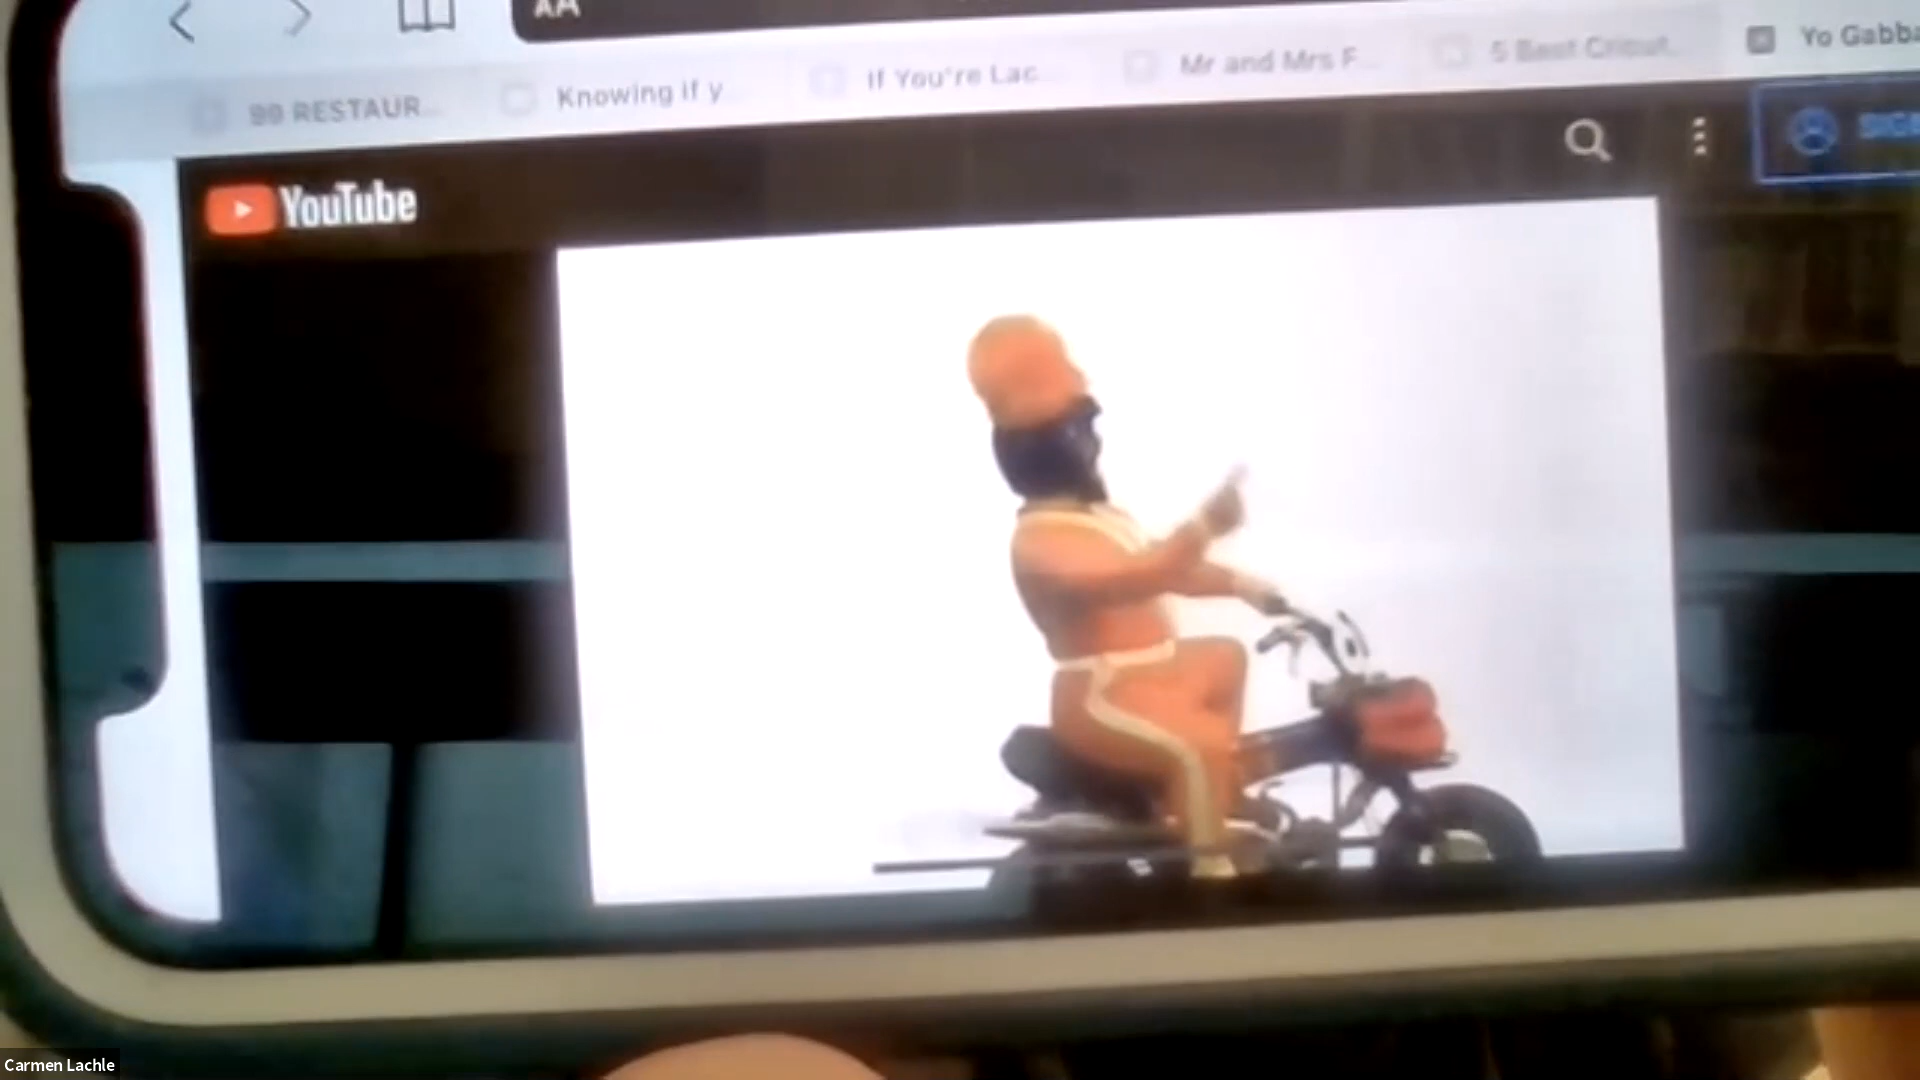 AA
99 RESTAUR...
Knowing if y
If You're Lac...
Mr and Mrs F...
5 Best Cricut...
Yo Gabba
YouTube
SIGN
Carmen Lachle